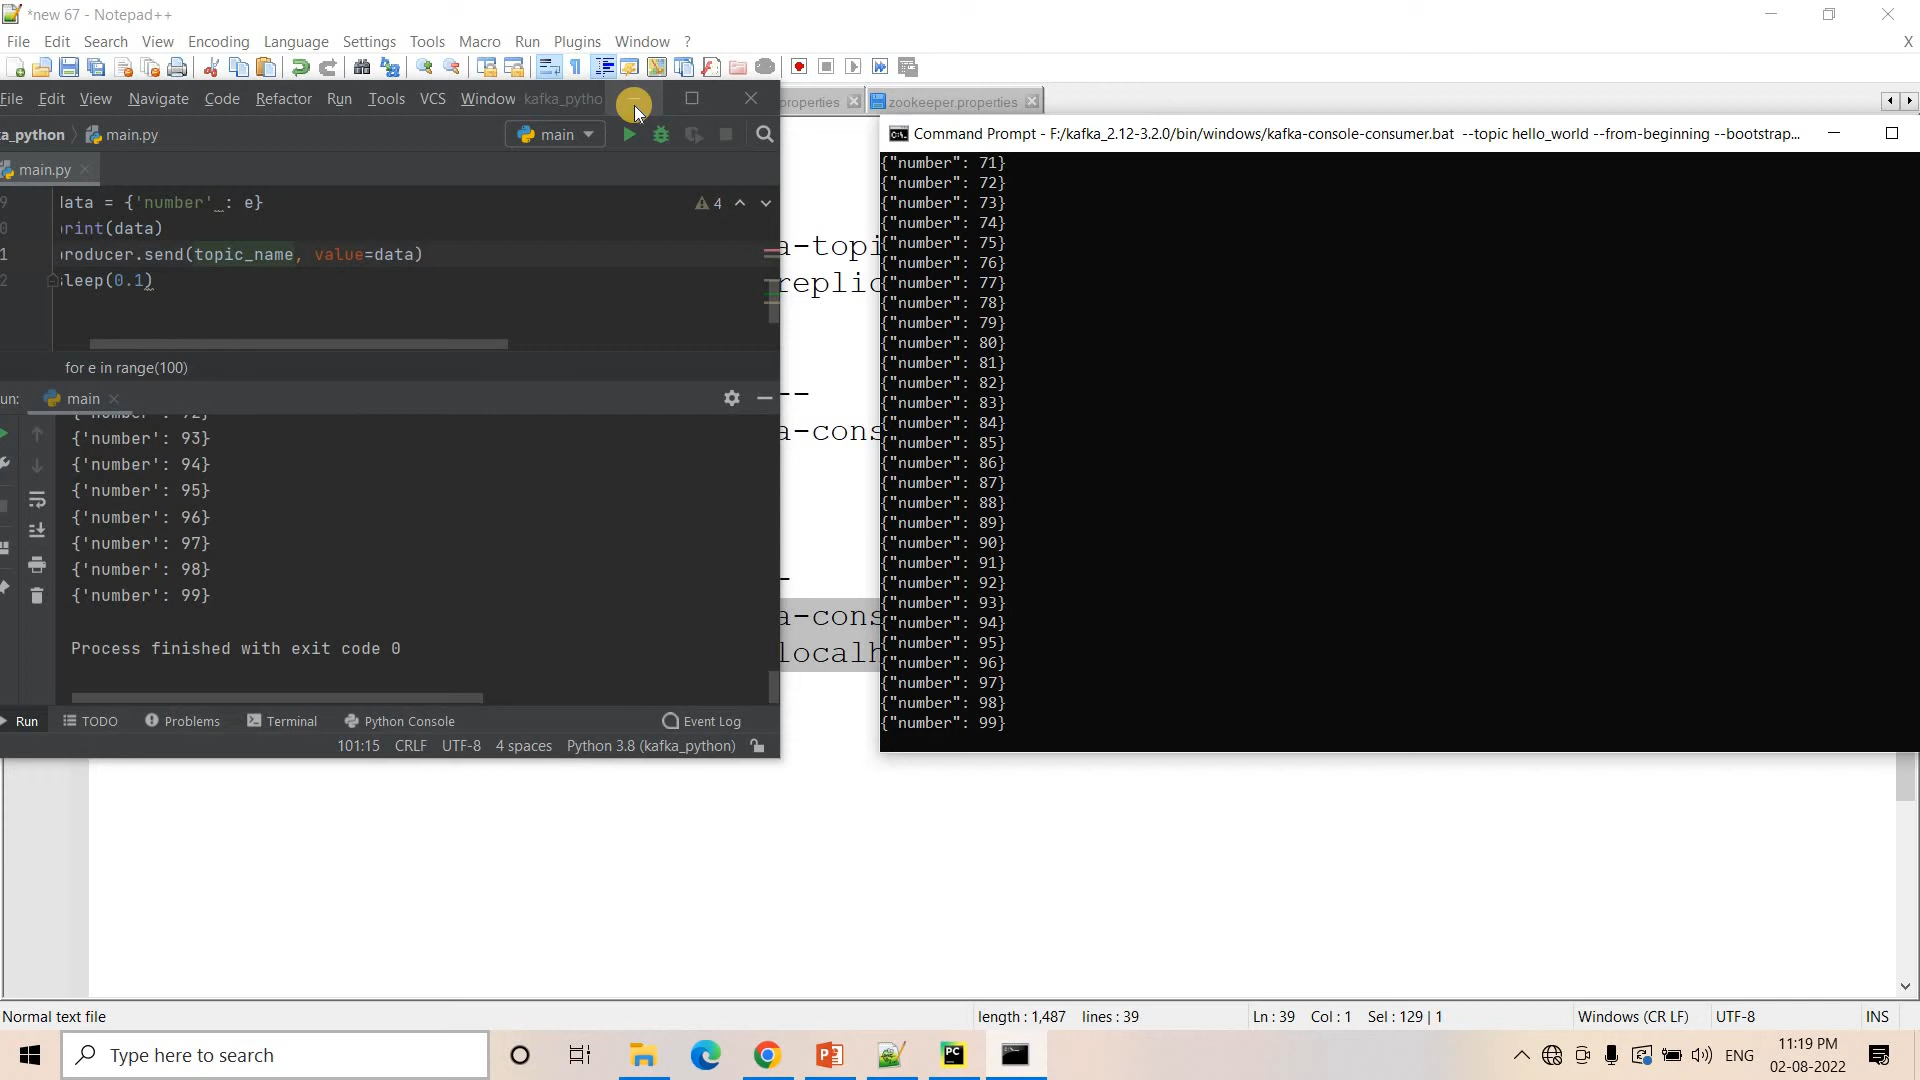 *new 67 - Notepad++
File Edit Search View Encoding Language Settings Tools Macro Run Plugins Window ?
X
properties
zookeeper.properties
File Edit View Navigate Code Refactor Run Tools VCS Window kafka_pytho
a_python main.py
main
main.py
data = {'number' : e}
4
print(data)
producer.send(topic_name, value=data)
sleep(0.1)
for e in range(100)
un: main
{'number': 93}
{'number': 94}
{'number': 95}
{'number': 96}
{'number': 97}
{'number': 98}
{'number': 99}
Process finished with exit code 0
Run TODO Problems Terminal Python Console Event Log
101:15 CRLF UTF-8 4 spaces Python 3.8 (kafka_python)
a-topi
replic
--
a-cons
-
a-cons
localh
Command Prompt - F:/kafka_2.12-3.2.0/bin/windows/kafka-console-consumer.bat --topic hello_world --from-beginning --bootstrap...
{"number": 71}
{"number": 72}
{"number": 73}
{"number": 74}
{"number": 75}
{"number": 76}
{"number": 77}
{"number": 78}
{"number": 79}
{"number": 80}
{"number": 81}
{"number": 82}
{"number": 83}
{"number": 84}
{"number": 85}
{"number": 86}
{"number": 87}
{"number": 88}
{"number": 89}
{"number": 90}
{"number": 91}
{"number": 92}
{"number": 93}
{"number": 94}
{"number": 95}
{"number": 96}
{"number": 97}
{"number": 98}
{"number": 99}
Normal text file length : 1,487 lines : 39 Ln : 39 Col : 1 Sel : 129 | 1 Windows (CR LF) UTF-8 INS
Type here to search
ENG
11:19 PM
02-08-2022